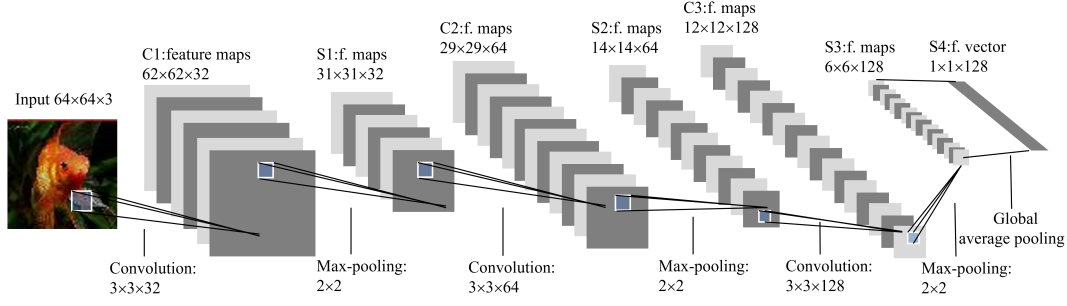 Input 64×64×3
C1:feature maps
62×62×32
S1:f. maps
31×31×32
C2:f. maps
29×29×64
S2:f. maps
14×14×64
C3:f. maps
12×12×128
S3:f. maps
6×6×128
S4:f. vector
1×1×128
Convolution:
3×3×32
Max-pooling:
2×2
Convolution:
3×3×64
Max-pooling:
2×2
Convolution:
3×3×128
Max-pooling:
2×2
Global
average pooling